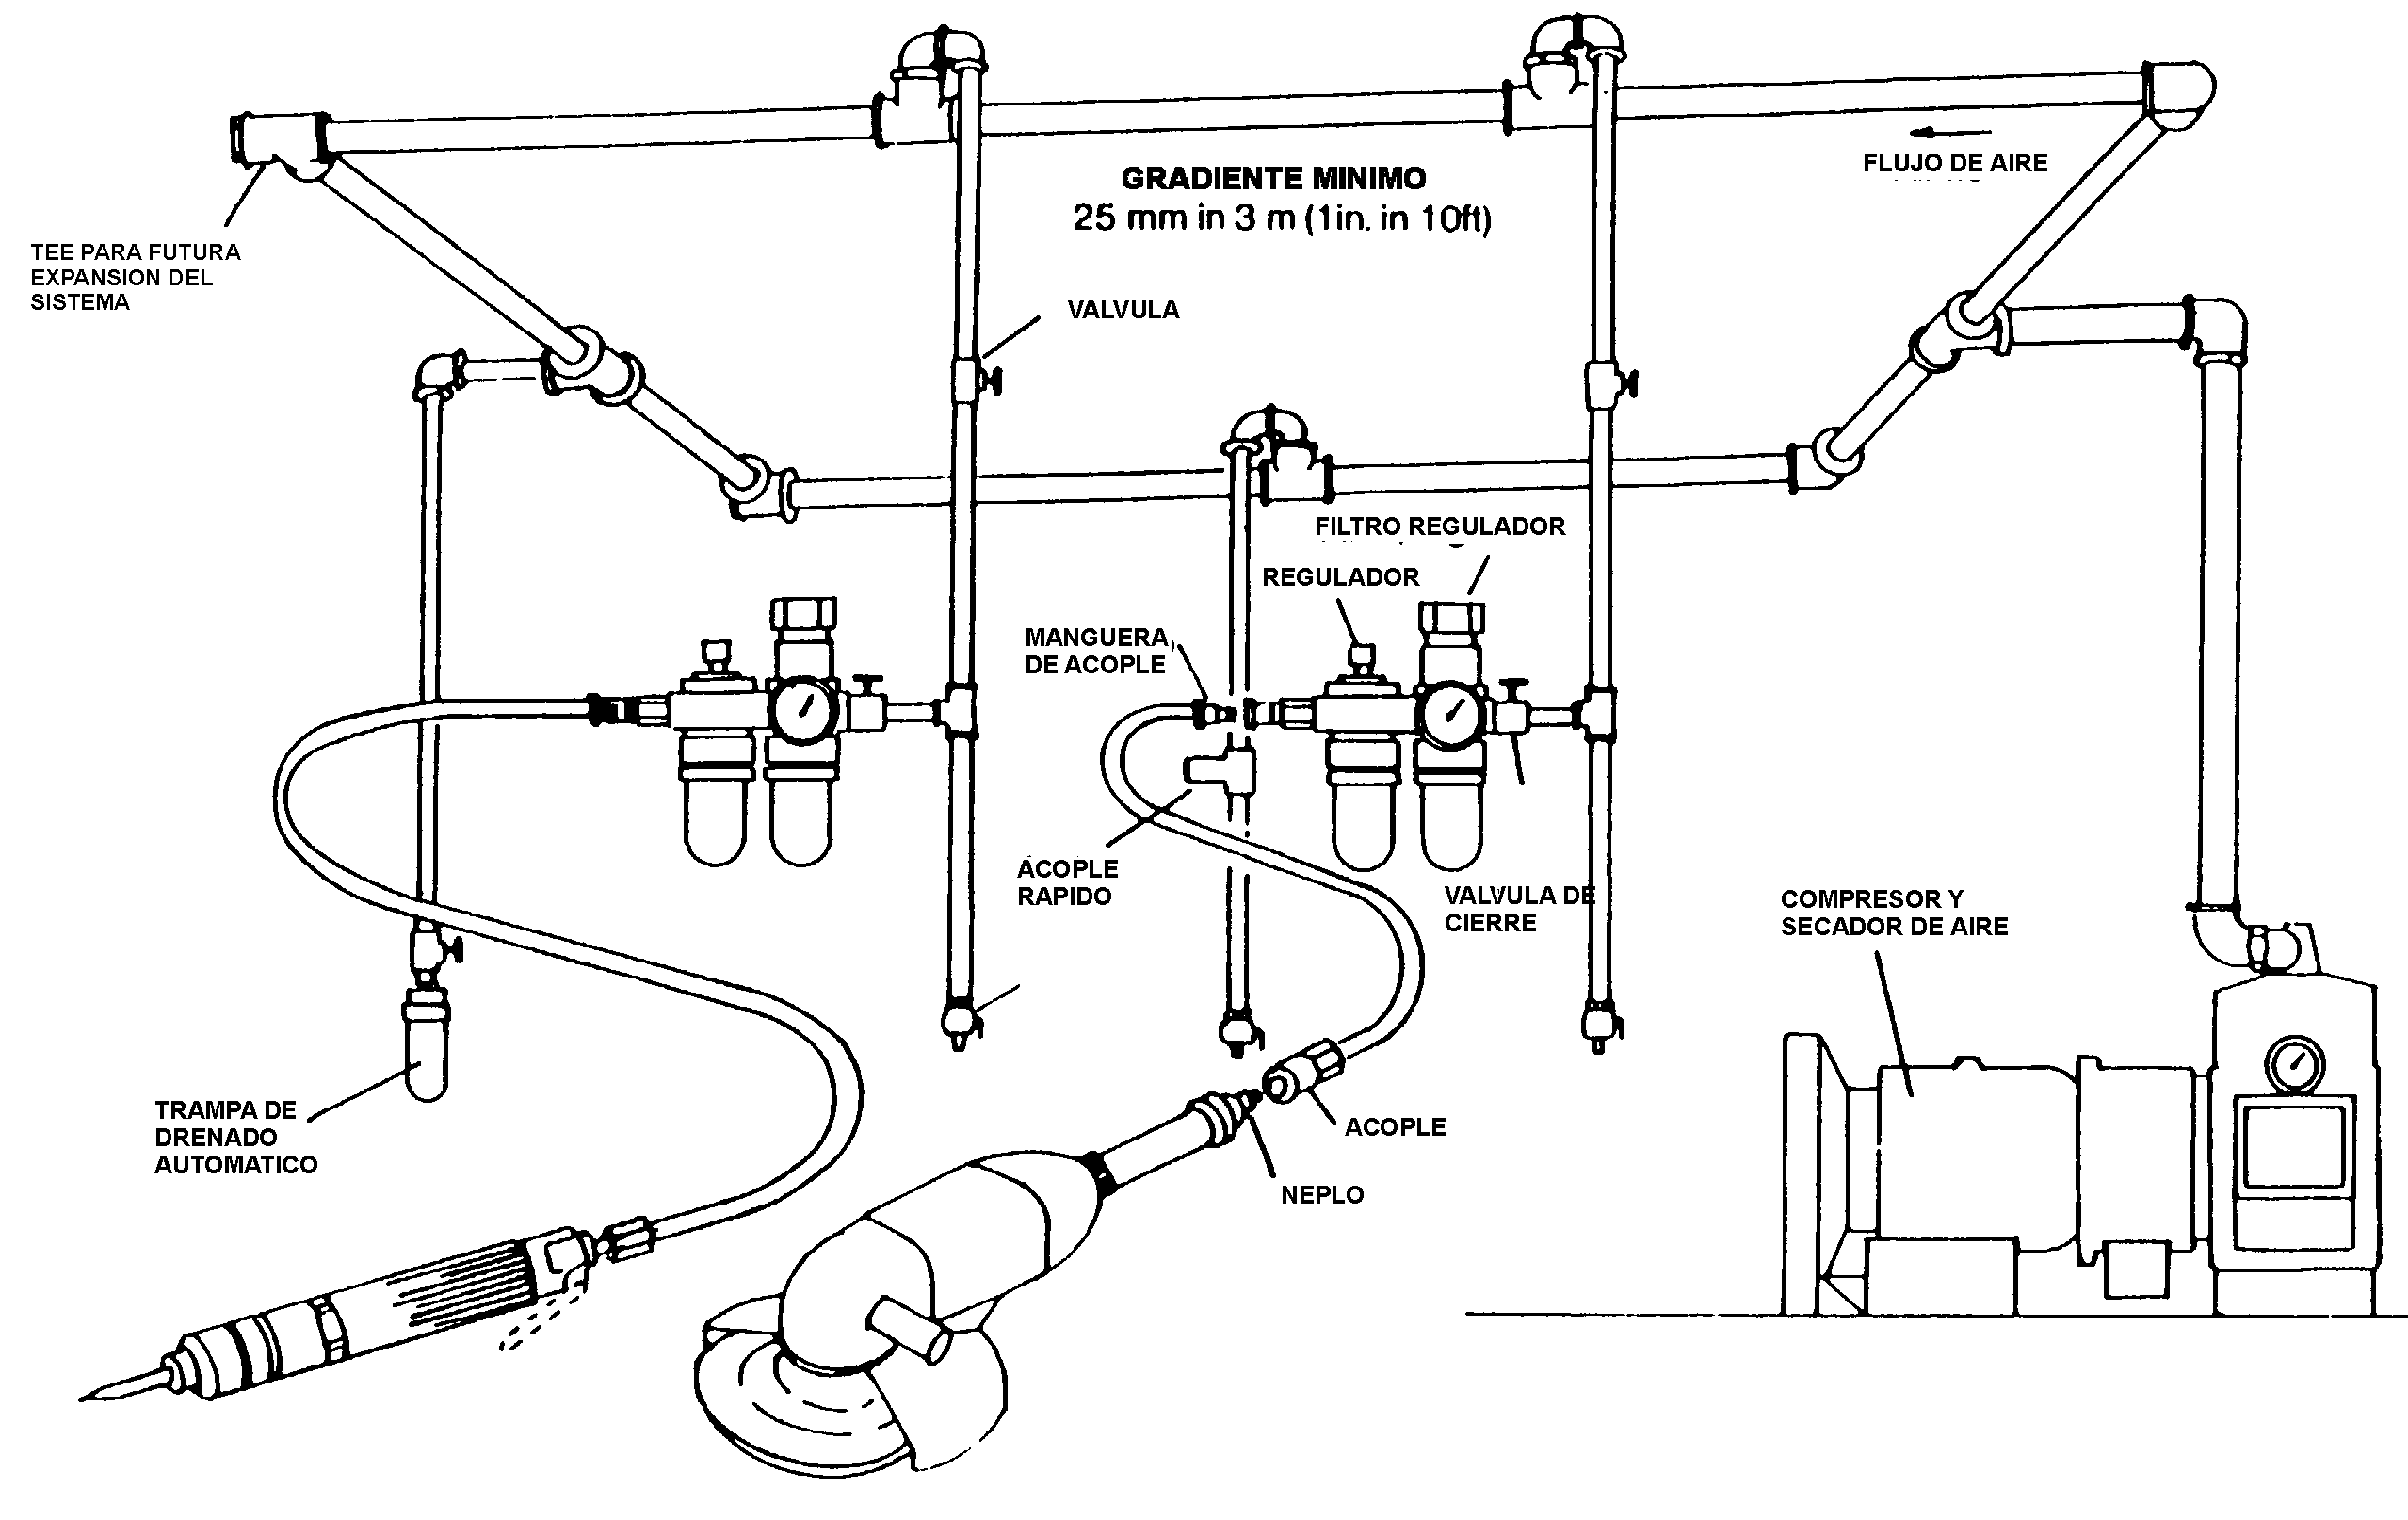 FLUJO DE AIRE
GRADIENTE MINIMO
25 mm in 3 m (1in. in 10ft)
TEE PARA FUTURA
EXPANSION DEL
SISTEMA
VALVULA
FILTRO REGULADOR
REGULADOR
MANGUERA
DE ACOPLE
ACOPLE
RAPIDO
VALVULA DE
CIERRE
COMPRESOR Y
SECADOR DE AIRE
TRAMPA DE
DRENADO
AUTOMATICO
ACOPLE
NEPLO